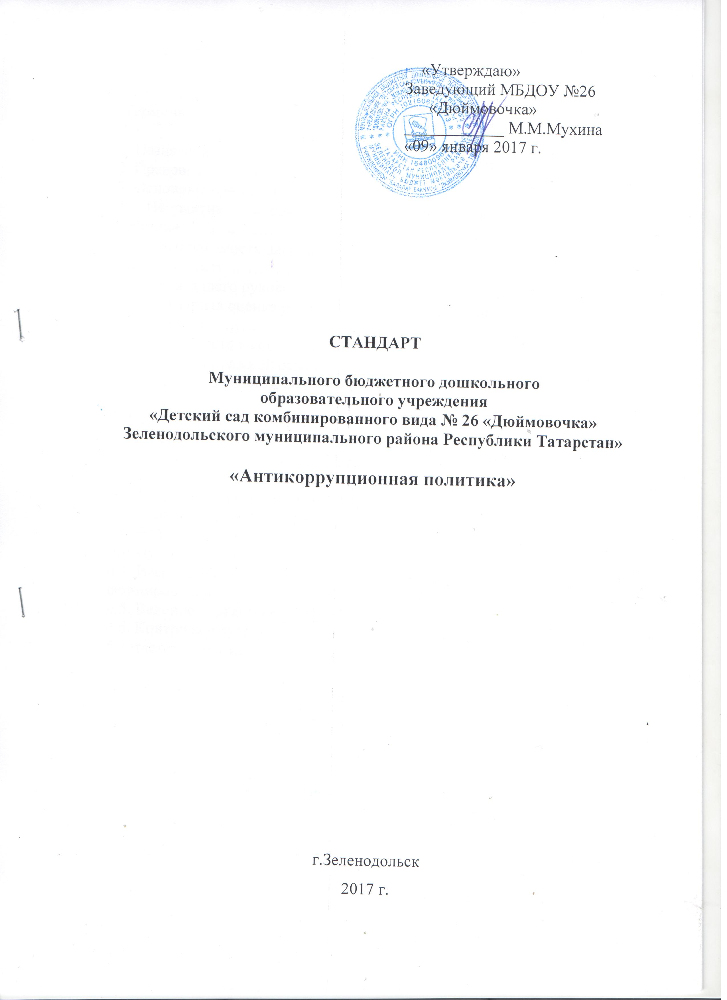 «Утверждаю»
Заведующий МБДОУ №26
«Дюймовочка»
____________ М.М.Мухина
«09» января 2017 г.
СТАНДАРТ
Муниципального бюджетного дошкольного
образовательного учреждения
«Детский сад комбинированного вида № 26 «Дюймовочка»
Зеленодольского муниципального района Республики Татарстан»
«Антикоррупционная политика»
г.Зеленодольск
2017 г.